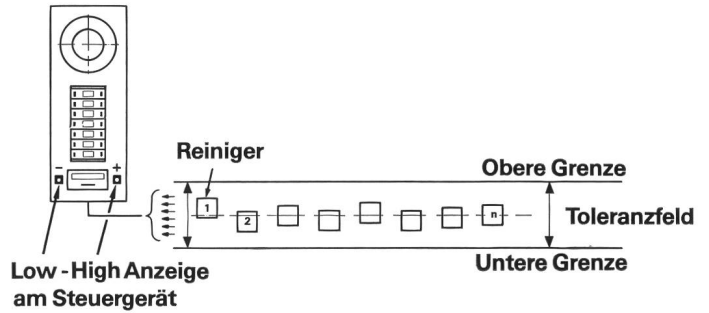 Reiniger
Obere Grenze
- +
1
2
n
Toleranzfeld
Untere Grenze
Low - High Anzeige
am Steuergerät